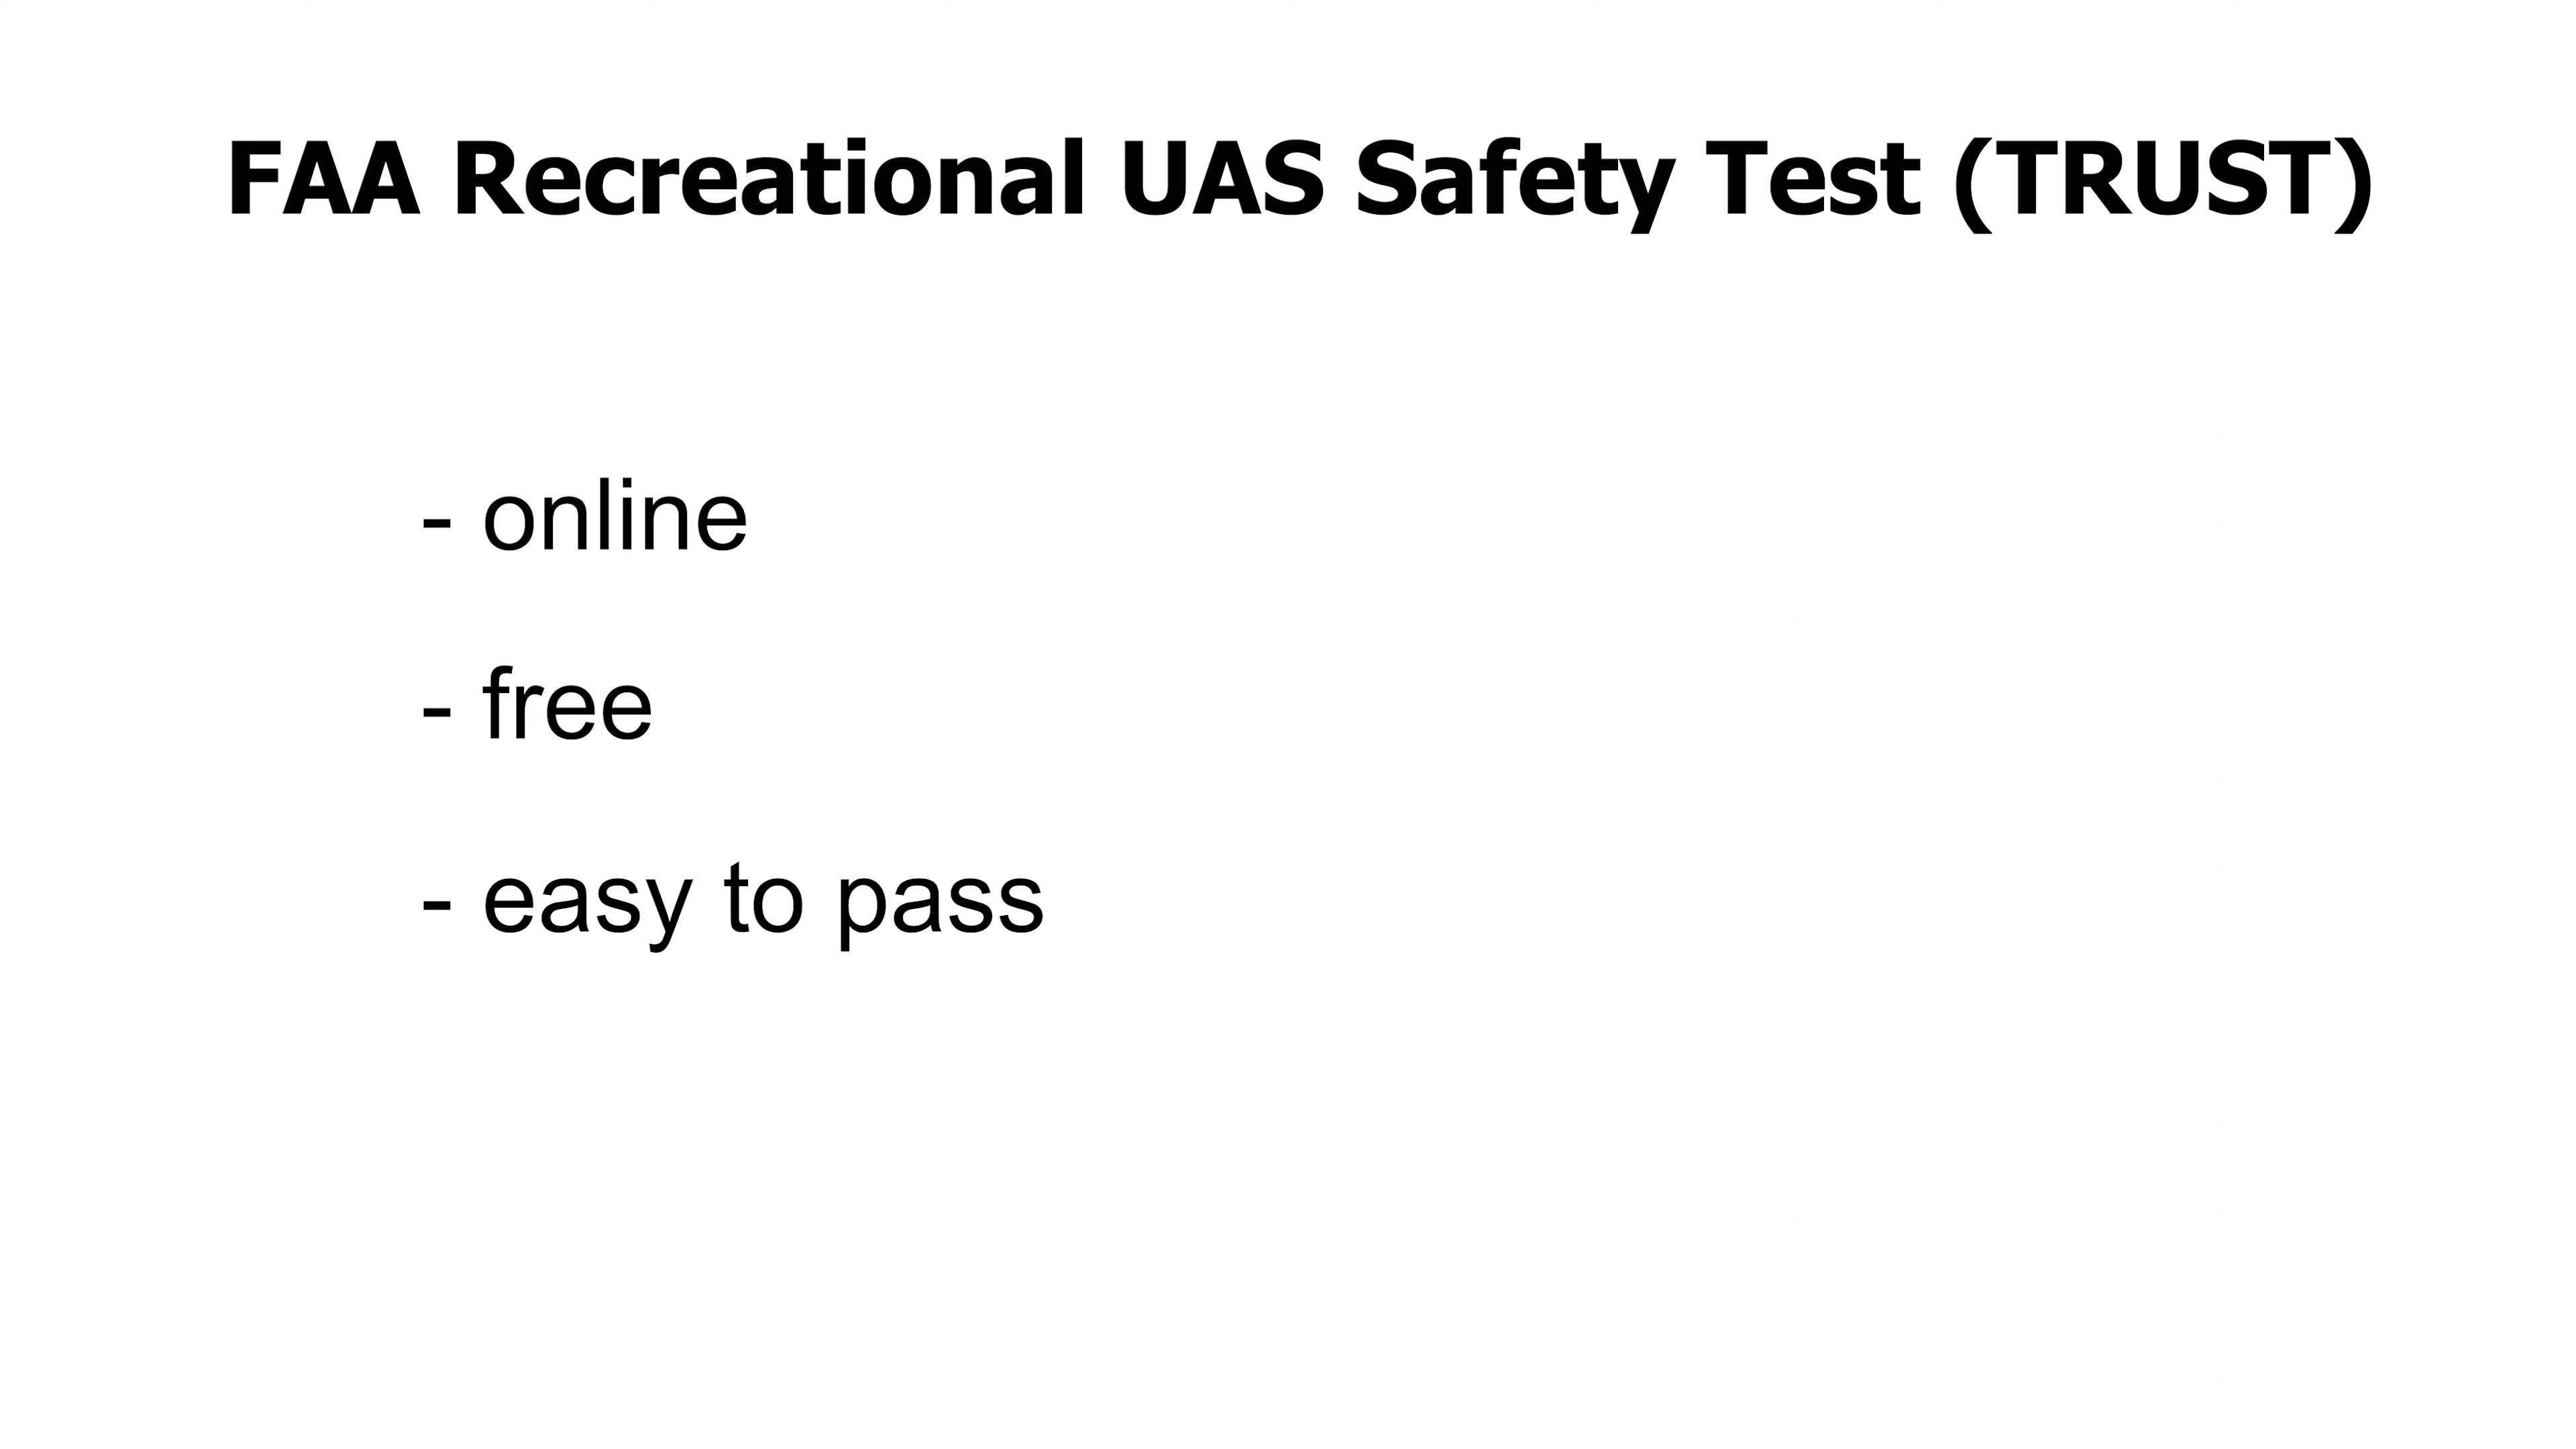 FAA Recreational UAS Safety Test (TRUST)
- online
- free
- easy to pass